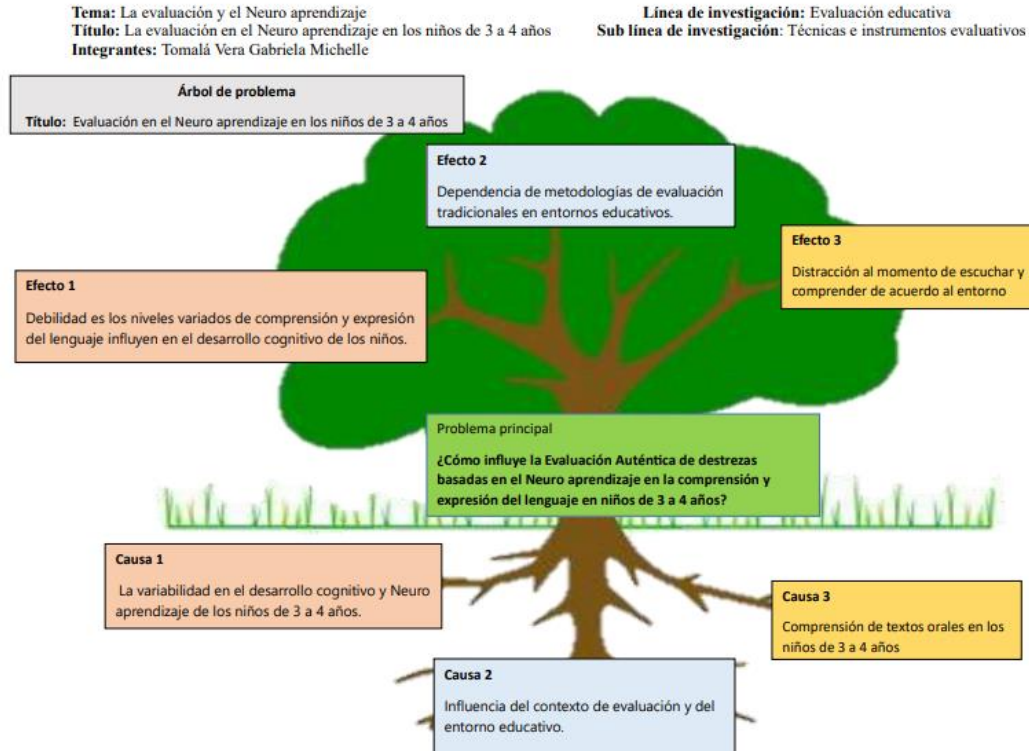 Tema: La evaluación y el Neuro aprendizaje
Título: La evaluación en el Neuro aprendizaje en los niños de 3 a 4 años
Integrantes: Tomalá Vera Gabriela Michelle
Línea de investigación: Evaluación educativa
Sub línea de investigación: Técnicas e instrumentos evaluativos
Árbol de problema
Título: Evaluación en el Neuro aprendizaje en los niños de 3 a 4 años
Efecto 2
Dependencia de metodologías de evaluación
tradicionales en entornos educativos.
Efecto 3
Distracción al momento de escuchar y
comprender de acuerdo al entorno
Efecto 1
Debilidad es los niveles variados de comprensión y expresión
del lenguaje influyen en el desarrollo cognitivo de los niños.
Problema principal
¿Cómo influye la Evaluación Auténtica de destrezas
basadas en el Neuro aprendizaje en la comprensión y
expresión del lenguaje en niños de 3 a 4 años?
Causa 1
La variabilidad en el desarrollo cognitivo y Neuro
aprendizaje de los niños de 3 a 4 años.
Causa 3
Comprensión de textos orales en los
niños de 3 a 4 años
Causa 2
Influencia del contexto de evaluación y del
entorno educativo.